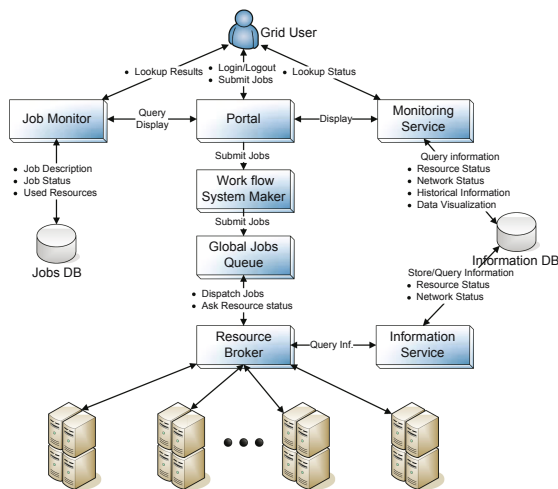 Grid User
• Lookup Results
• Login/Logout
• Submit Jobs
• Lookup Status
Job Monitor
Query
Display
Portal
Display
Monitoring
Service
• Job Description
• Job Status
• Used Resources
Submit Jobs
Query information
• Resource Status
• Network Status
• Historical Information
• Data Visualization
Work flow
System Maker
Submit Jobs
Jobs DB
Global Jobs
Queue
Information DB
Store/Query Information
• Resource Status
• Network Status
• Dispatch Jobs
• Ask Resource status
Resource
Broker
Query Inf.
Information
Service